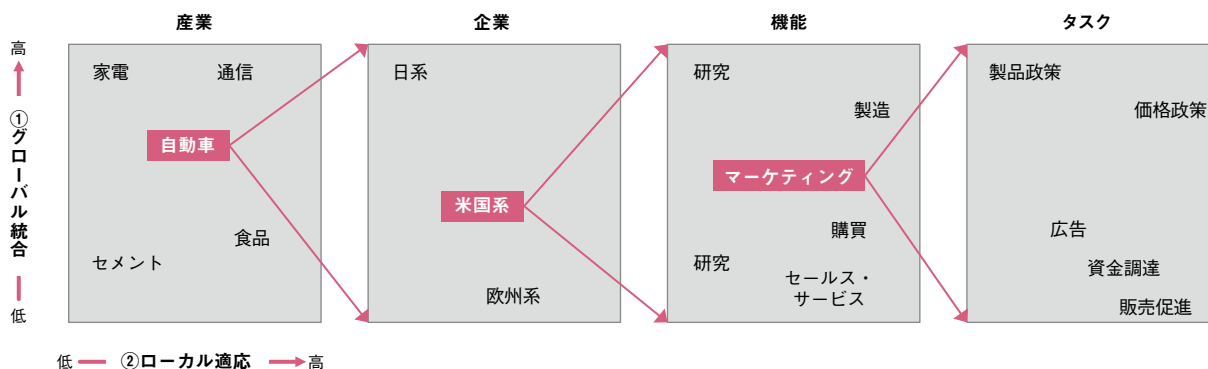 産業
企業
機能
タスク
高
①グローバル統合
低
家電
通信
自動車
食品
セメント
日系
米国系
欧州系
研究
製造
マーケティング
購買
研究
セールス・
サービス
製品政策
価格政策
広告
資金調達
販売促進
低
②ローカル適応
高